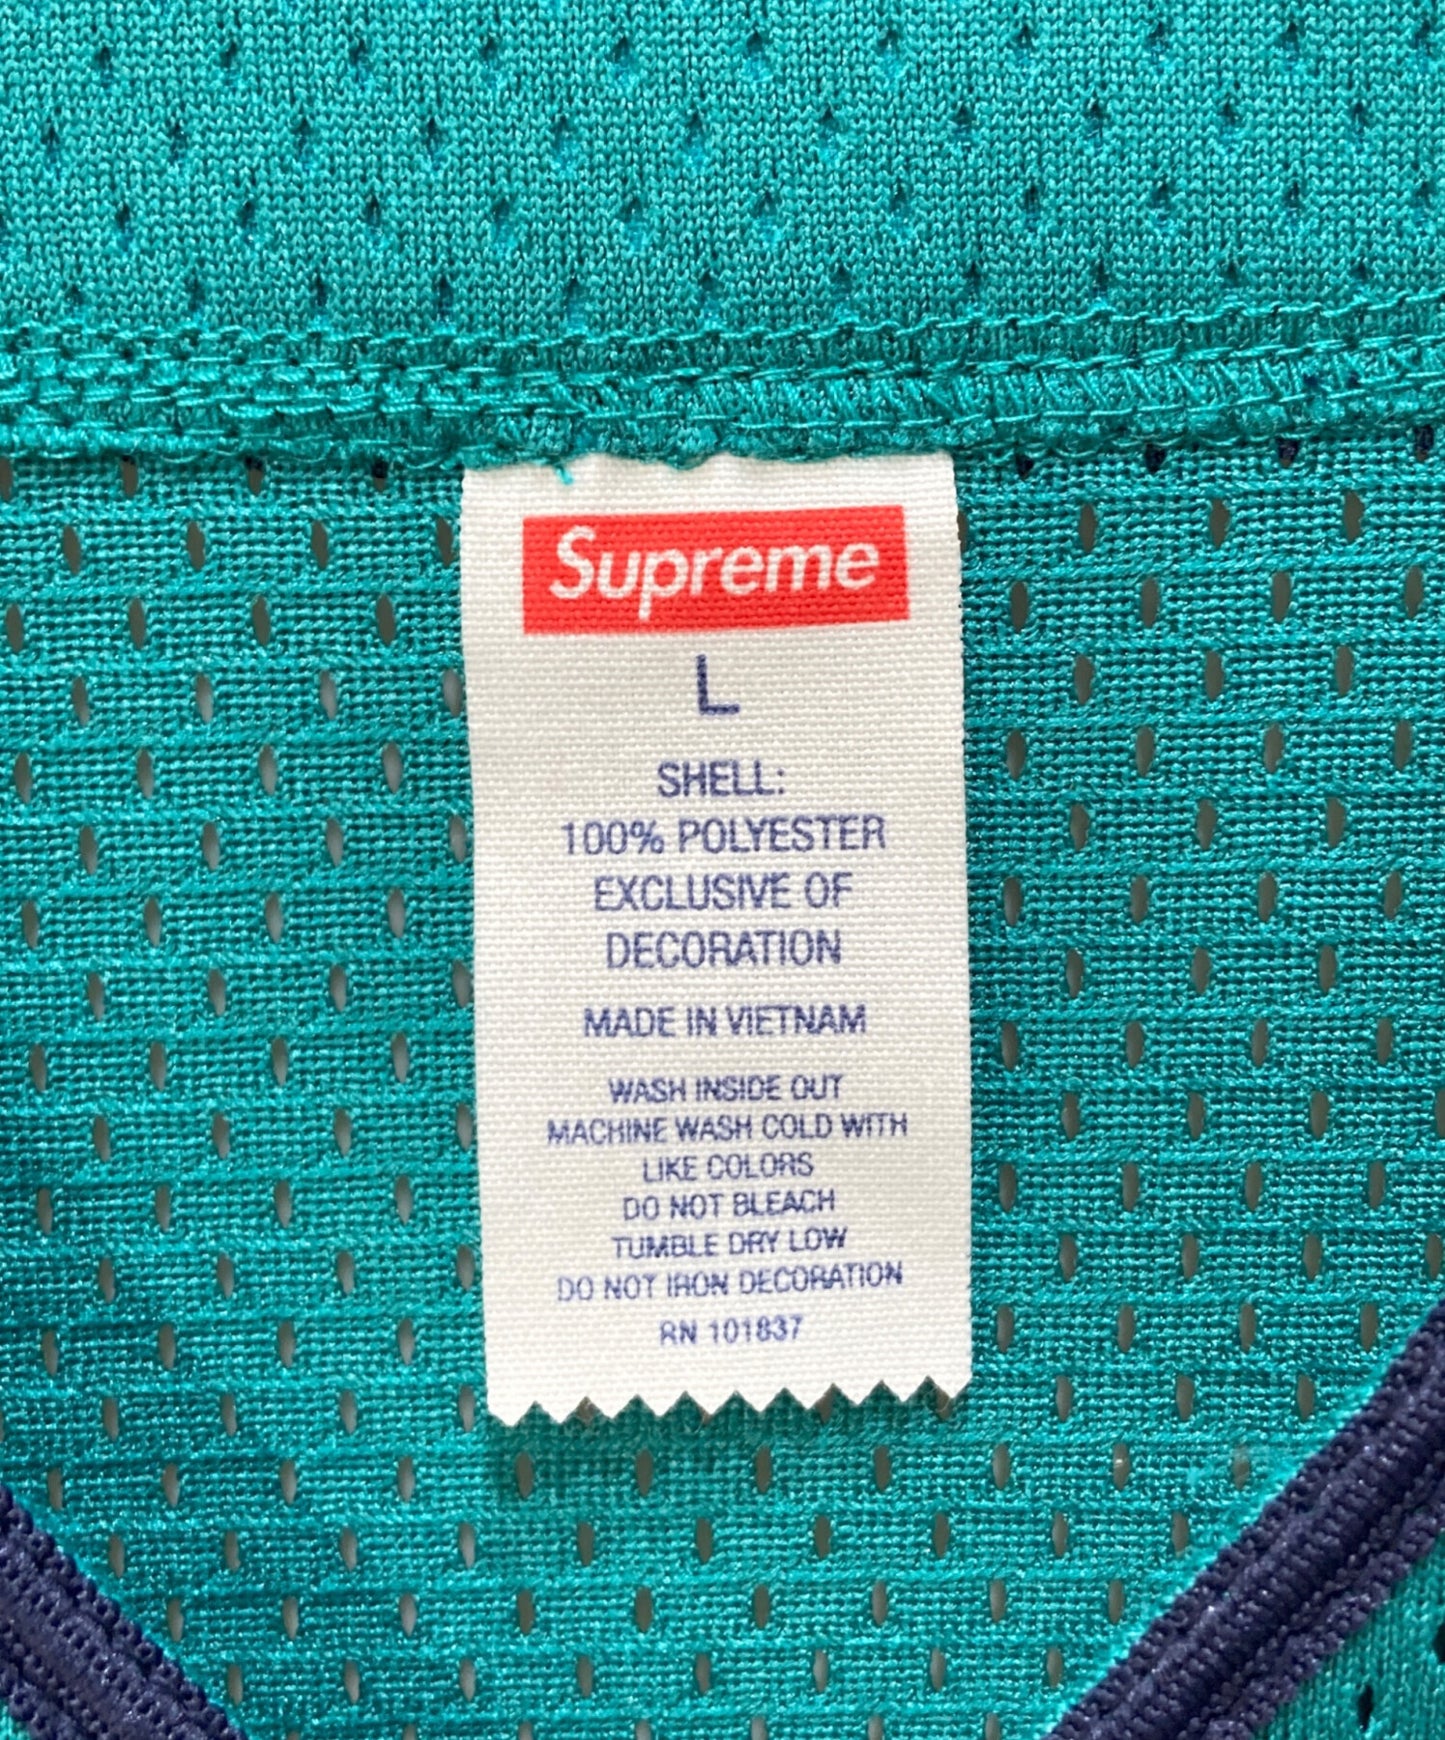 Supreme
L
SHELL:
100% POLYESTER
EXCLUSIVE OF
DECORATION
MADE IN VIETNAM
WASH INSIDE OUT
MACHINE WASH COLD WITH
LIKE COLORS
DO NOT BLEACH
TUMBLE DRY LOW
DO NOT IRON DECORATION
RN 101837